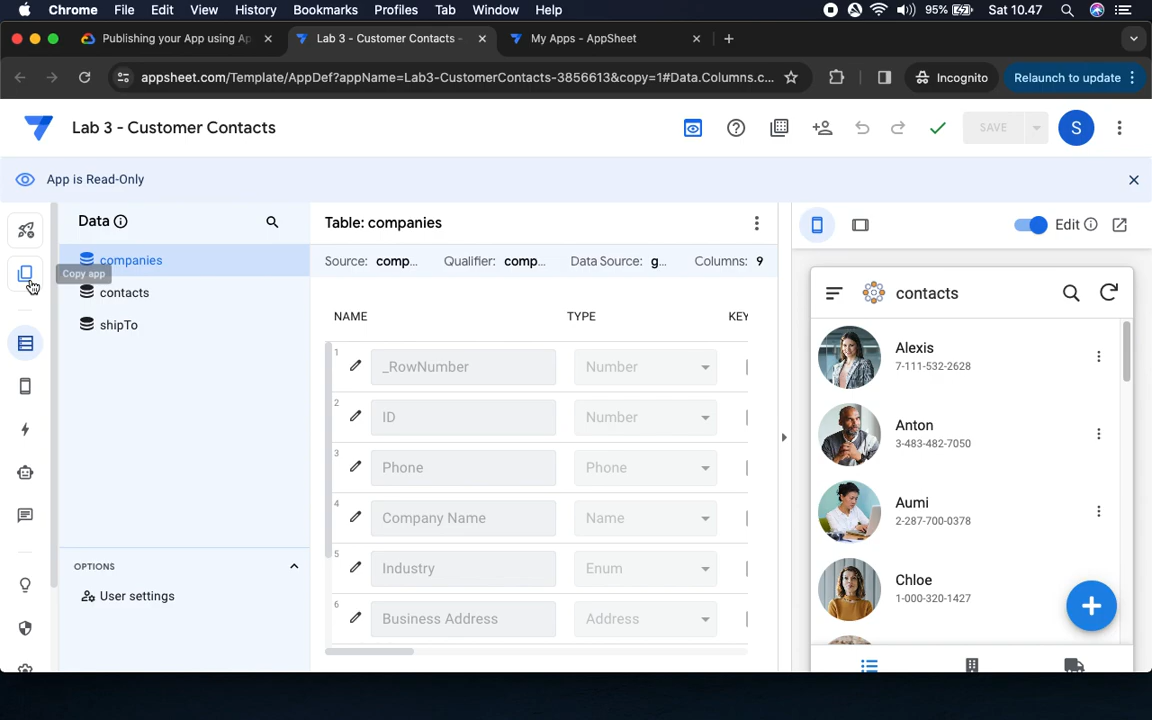 Chrome File Edit View History Bookmarks Profiles Tab Window Help 95% Sat 10.47
Publishing your App using Ap Lab 3 - Customer Contacts - My Apps - AppSheet
appsheet.com/Template/AppDef?appName=Lab3-CustomerContacts-3856613&copy=1#Data.Columns.c... Incognito Relaunch to update
Lab 3 - Customer Contacts SAVE S
App is Read-Only
Data Table: companies Edit
companies Source: comp... Qualifier: comp... Data Source: g... Columns: 9
Copy app
contacts
shipTo
NAME TYPE KEY
1 _RowNumber Number
2 ID Number
3 Phone Phone
4 Company Name Name
5 Industry Enum
6 Business Address Address
OPTIONS
User settings
contacts
Alexis
7-111-532-2628
Anton
3-483-482-7050
Aumi
2-287-700-0378
Chloe
1-000-320-1427